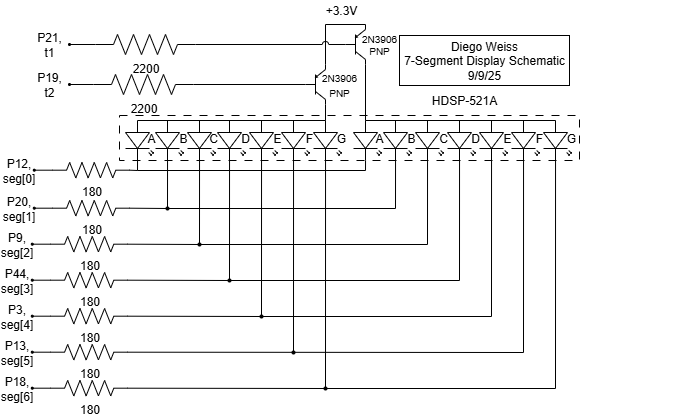 +3.3V
P21,
t1
2N3906
PNP
Diego Weiss
7-Segment Display Schematic
9/9/25
P19,
t2
2200
2N3906
PNP
HDSP-521A
2200
A B C D E F G A B C D E F G
P12,
seg[0]
180
P20,
seg[1]
180
P9,
seg[2]
180
P44,
seg[3]
180
P3,
seg[4]
180
P13,
seg[5]
180
P18,
seg[6]
180